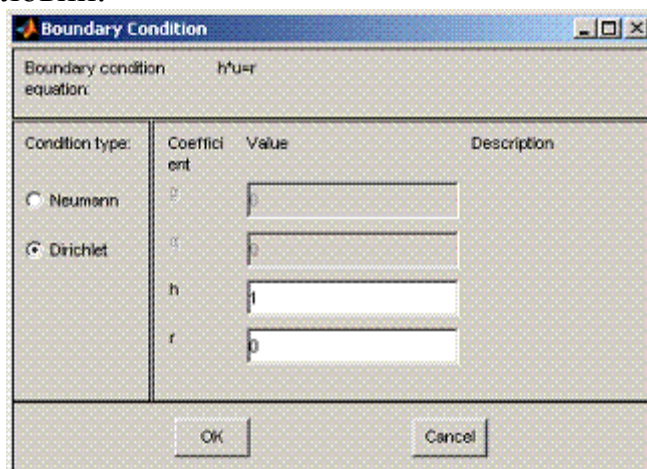 Boundary Condition
Boundary condition equation: h*u=r
Condition type:
Coefficient
Value
Description
Neumann
g
0
Dirichlet
q
0
h
1
r
0
OK
Cancel